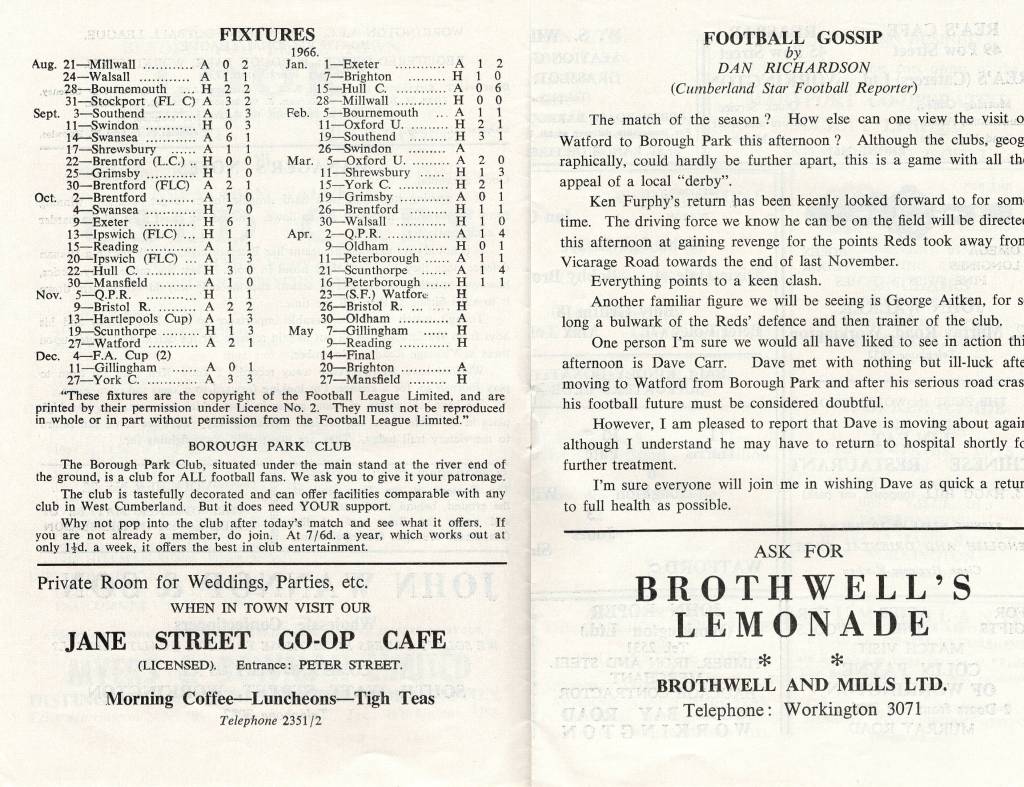 FIXTURES
1966.
Aug. 21—Millwall ............ A 0 2
24—Walsall ............ A 1 1
28—Bournemouth ... H 2 2
31—Stockport (FL C) A 3 2
Sept. 3—Southend ......... A 1 3
11—Swindon ............ H 0 3
14—Swansea ............ A 6 1
17—Shrewsbury ...... A 1 1
22—Brentford (L.C.) .. H 0 0
25—Grimsby ............ H 1 0
30—Brentford (FLC) A 2 1
Oct. 2—Brentford ......... A 1 0
4—Swansea ............ H 7 0
9—Exeter ............... H 6 1
13—Ipswich (FLC) ... H 1 1
15—Reading ............ A 1 1
20—Ipswich (FLC) ... A 1 3
22—Hull C. ............ H 3 0
30—Mansfield ......... A 1 0
Nov. 5—Q.P.R. ............ H 1 1
9—Bristol R. ......... A 2 2
13—Hartlepools Cup) A 1 3
19—Scunthorpe ...... H 1 3
27—Watford ............ A 2 1
Dec. 4—F.A. Cup (2)
11—Gillingham ...... A 0 1
27—York C. ............ A 3 3
Jan. 1—Exeter ............ A 1 2
7—Brighton ............ H 1 0
15—Hull C. ............ A 0 6
28—Millwall ............ H 0 0
Feb. 5—Bournemouth .. A 1 1
11—Oxford U. ......... H 2 1
19—Southend ......... H 3 1
26—Swindon ......... A
Mar. 5—Oxford U. ......... A 2 0
11—Shrewsbury ...... H 1 3
15—York C. ............ H 2 1
19—Grimsby ............ A 0 1
26—Brentford ......... H 1 1
30—Walsall ............ H 1 0
Apr. 2—Q.P.R. ............ A 1 4
9—Oldham ............ H 0 1
11—Peterborough ...... A 1 1
21—Scunthorpe ...... A 1 4
16—Peterborough ...... H 1 1
23—(S.F.) Watford H
26—Bristol R. ... ... H
30—Oldham ............ A
May 7—Gillingham ...... H
9—Reading ............ H
14—Final
20—Brighton ............ A
27—Mansfield ......... H
"These fixtures are the copyright of the Football League Limited, and are
printed by their permission under Licence No. 2. They must not be reproduced
in whole or in part without permission from the Football League Limited."
BOROUGH PARK CLUB
The Borough Park Club, situated under the main stand at the river end of
the ground, is a club for ALL football fans. We ask you to give it your patronage.
The club is tastefully decorated and can offer facilities comparable with any
club in West Cumberland. But it does need YOUR support.
Why not pop into the club after today's match and see what it offers. If
you are not already a member, do join. At 7/6d. a year, which works out at
only 1¾d. a week, it offers the best in club entertainment.
Private Room for Weddings, Parties, etc.
WHEN IN TOWN VISIT OUR
JANE STREET CO-OP CAFE
(LICENSED). Entrance: PETER STREET.
Morning Coffee—Luncheons—Tigh Teas
Telephone 2351/2
FOOTBALL GOSSIP
by
DAN RICHARDSON
(Cumberland Star Football Reporter)
The match of the season ? How else can one view the visit o
Watford to Borough Park this afternoon ? Although the clubs, geog
raphically, could hardly be further apart, this is a game with all the
appeal of a local "derby".
Ken Furphy's return has been keenly looked forward to for som
time. The driving force we know he can be on the field will be directe
this afternoon at gaining revenge for the points Reds took away from
Vicarage Road towards the end of last November.
Everything points to a keen clash.
Another familiar figure we will be seeing is George Aitken, for s
long a bulwark of the Reds' defence and then trainer of the club.
One person I'm sure we would all have liked to see in action thi
afternoon is Dave Carr. Dave met with nothing but ill-luck afte
moving to Watford from Borough Park and after his serious road cras
his football future must be considered doubtful.
However, I am pleased to report that Dave is moving about again
although I understand he may have to return to hospital shortly fo
further treatment.
I'm sure everyone will join me in wishing Dave as quick a retur
to full health as possible.
ASK FOR
BROTHWELL'S
LEMONADE
* *
BROTHWELL AND MILLS LTD.
Telephone: Workington 3071